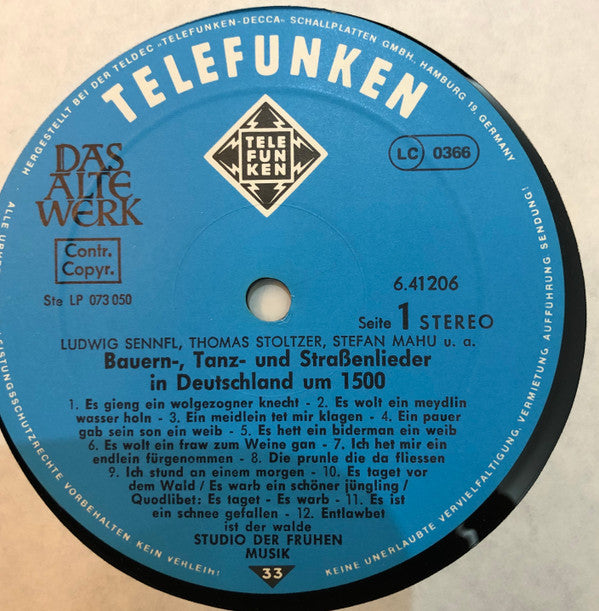 HERGESTELLT BEI DER TELDEC »TELEFUNKEN-DECCA« SCHALLPLATTEN GMBH., HAMBURG 19, GERMANY
TELEFUNKEN
TELE
FUN
KEN
LC 0366
DAS
ALTE
WERK
Contr.
Copyr.
Ste LP 073 050
6.41206
Seite 1 STEREO
LUDWIG SENNFL, THOMAS STOLTZER, STEFAN MAHU u. a.
Bauern-, Tanz- und Straßenlieder
in Deutschland um 1500
1. Es gieng ein wolgezogner knecht - 2. Es wolt ein meydlin
wasser holn - 3. Ein meidlein tet mir klagen - 4. Ein pauer
gab sein son ein weib - 5. Es hett ein biderman ein weib
6. Es wolt ein fraw zum Weine gan - 7. Ich het mir ein
endlein fürgenommen - 8. Die prunle die da fliessen
9. Ich stund an einem morgen - 10. Es taget vor
dem Wald / Es warb ein schöner jüngling /
Quodlibet: Es taget - Es warb - 11. Es ist
ein schnee gefallen - 12. Entlawbet
ist der walde
STUDIO DER FRUHEN
MUSIK
33
ALLE
LEISTUNGSSCHUTZRECHTE VORBEHALTEN KEIN VERLEIH!
KEINE UNERLAUBTE VERVIELFÄLTIGUNG, VERMIETUNG, AUFFÜHRUNG, SENDUNG!